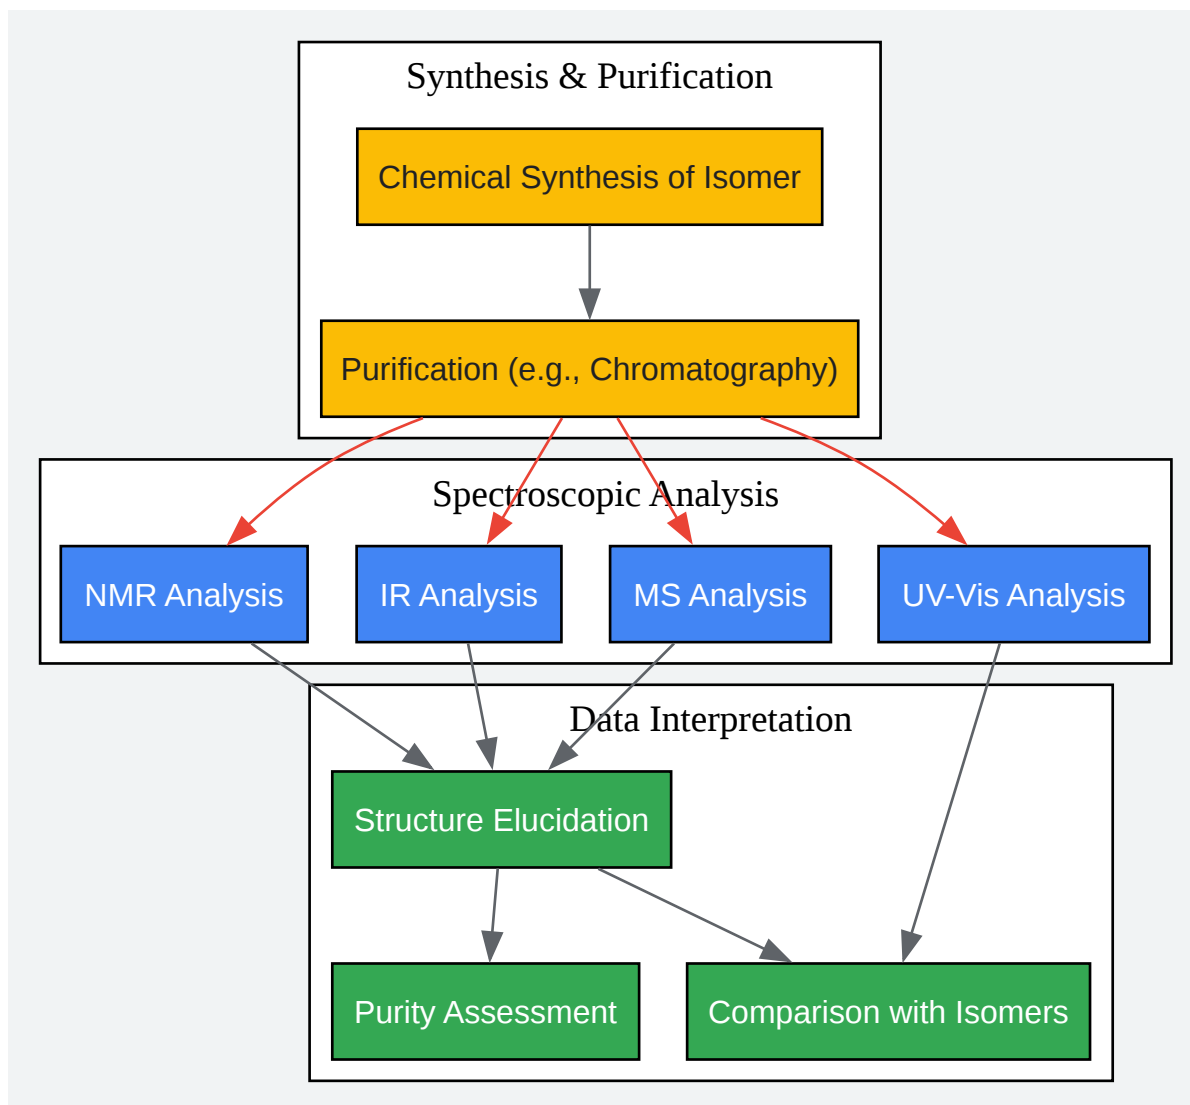 Synthesis & Purification
Chemical Synthesis of Isomer
Purification (e.g., Chromatography)
Spectroscopic Analysis
NMR Analysis
IR Analysis
MS Analysis
UV-Vis Analysis
Data Interpretation
Structure Elucidation
Purity Assessment
Comparison with Isomers